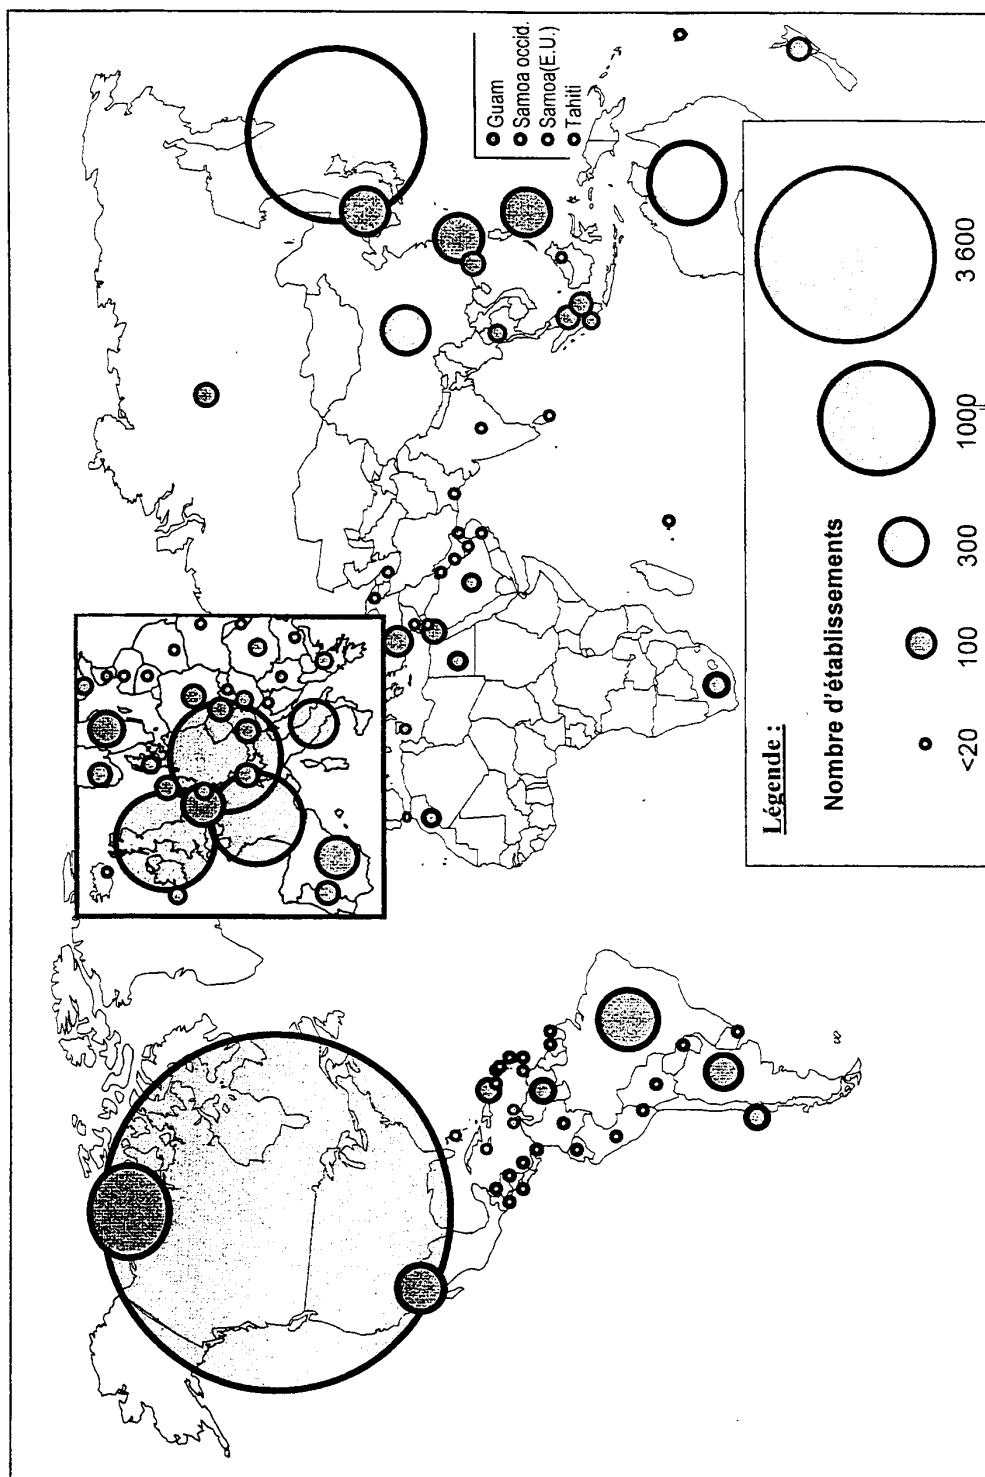 Guam
Samoa occid.
Samoa(E.U.)
Tahiti
Légende :
Nombre d'établissements
<20
100
300
1000
3 600